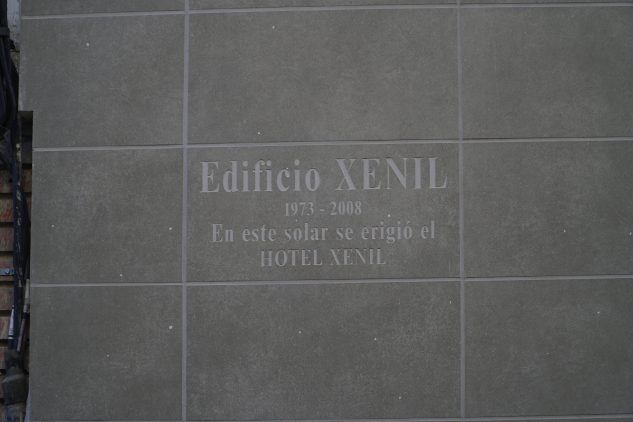 Edificio XENIL
1973 - 2008
En este solar se erigió el
HOTEL XENIL